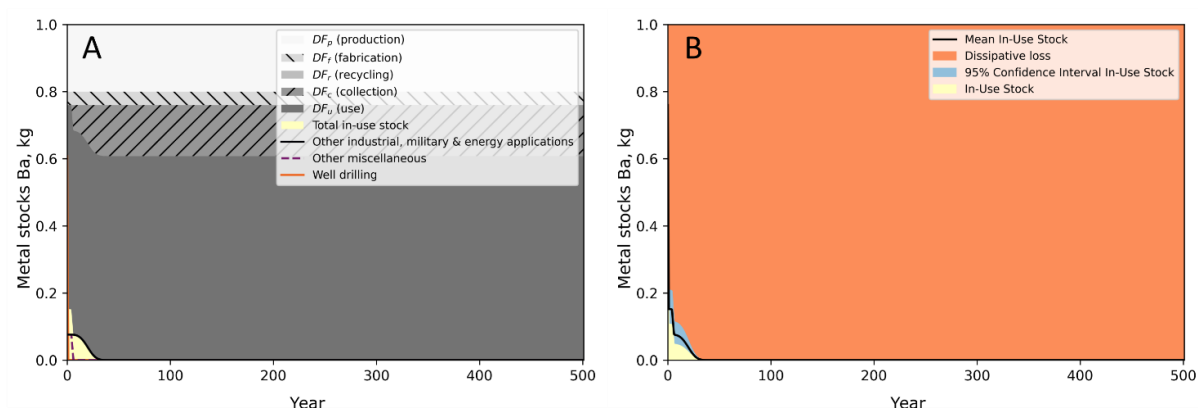 A
1.0
0.8
0.6
0.4
0.2
0.0
Metal stocks Ba, kg
0
100
200
300
400
500
Year
DFp (production)
DFf (fabrication)
DFr (recycling)
DFc (collection)
DFu (use)
Total in-use stock
Other industrial, military & energy applications
Other miscellaneous
Well drilling
B
1.0
0.8
0.6
0.4
0.2
0.0
Metal stocks Ba, kg
0
100
200
300
400
500
Year
Mean In-Use Stock
Dissipative loss
95% Confidence Interval In-Use Stock
In-Use Stock